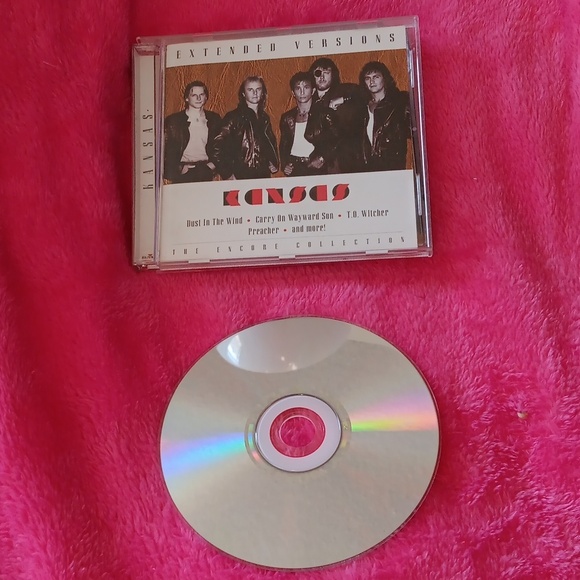 EXTENDED VERSIONS
KANSAS
KANSAS
Dust In The Wind • Carry On Wayward Son • T.O. Witcher
Preacher • and more!
THE ENCORE COLLECTION